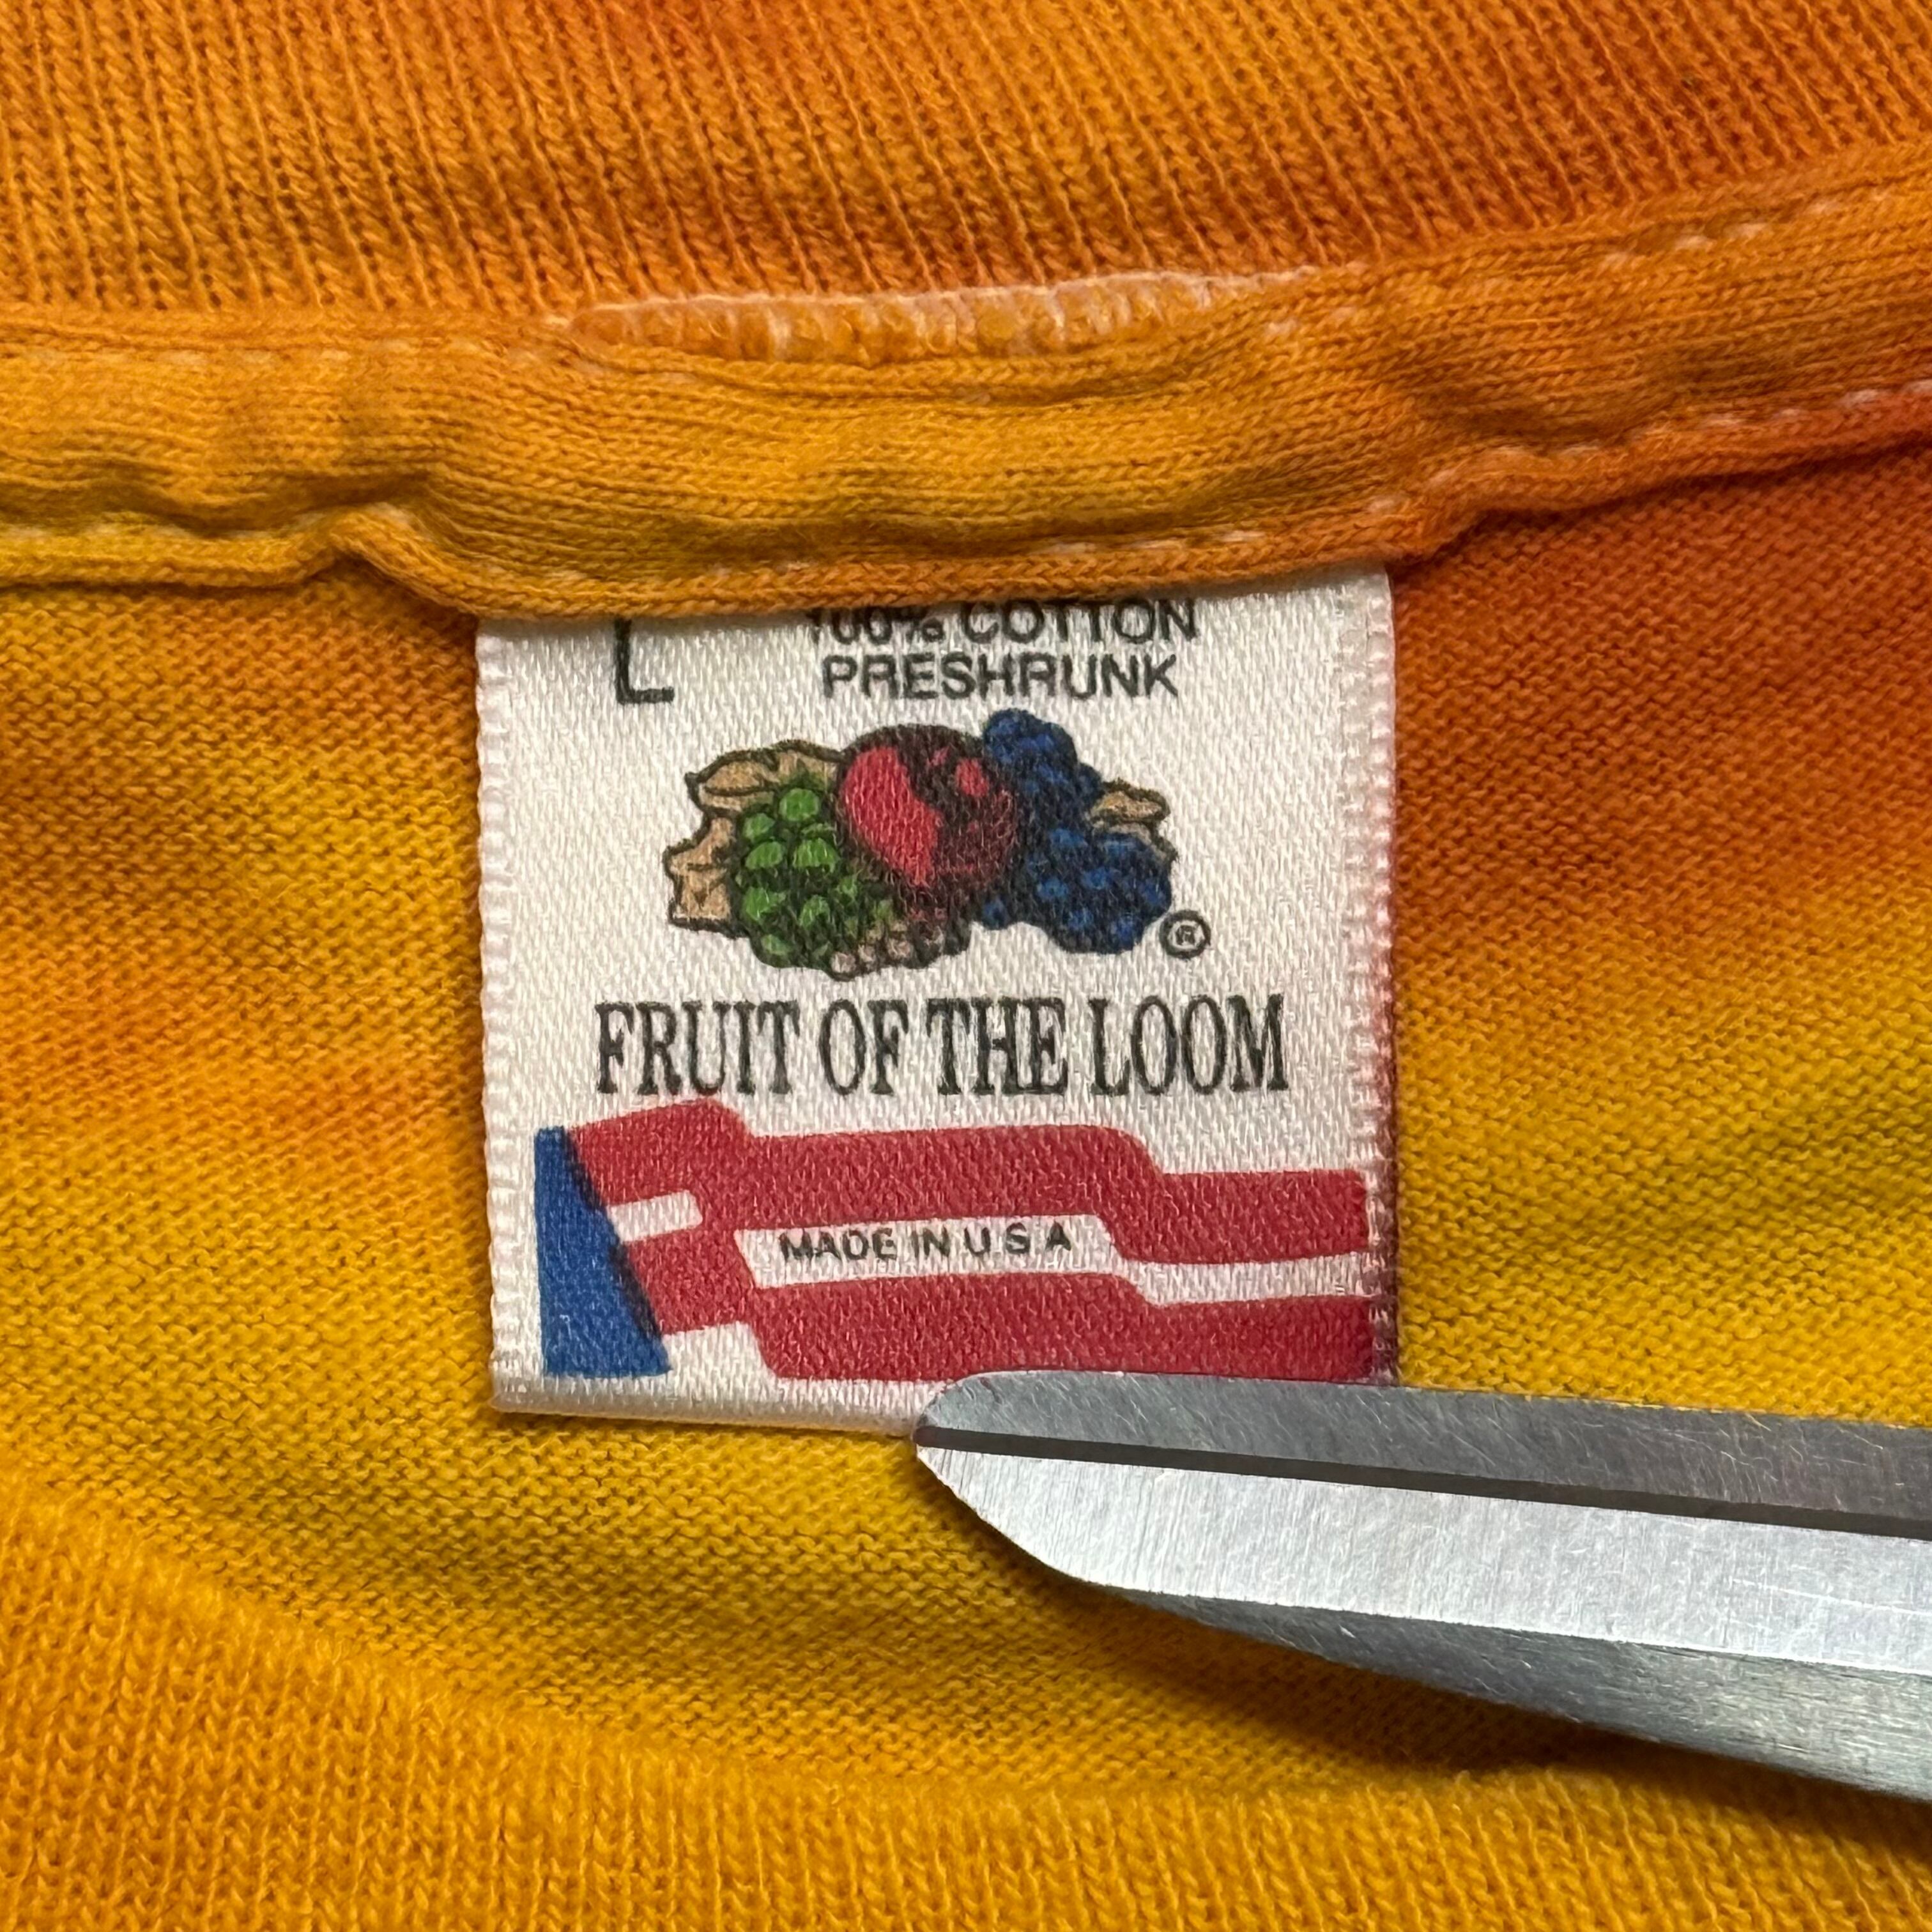 L
100% COTTON
PRESHRUNK
®
FRUIT OF THE LOOM
MADE IN U S A